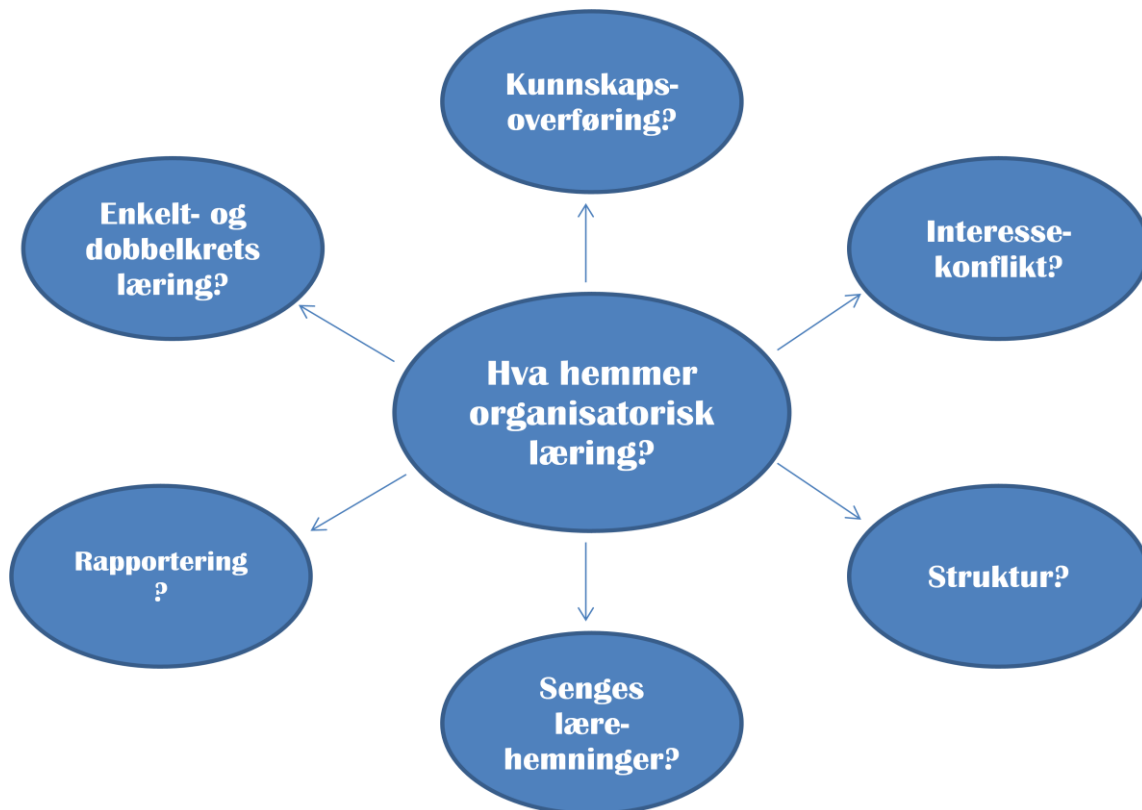 Kunnskaps-
overføring?
Enkelt- og
dobbelkrets
læring?
Interesse-
konflikt?
Hva hemmer
organisatorisk
læring?
Rapportering
?
Struktur?
Senges
lære-
hemninger?